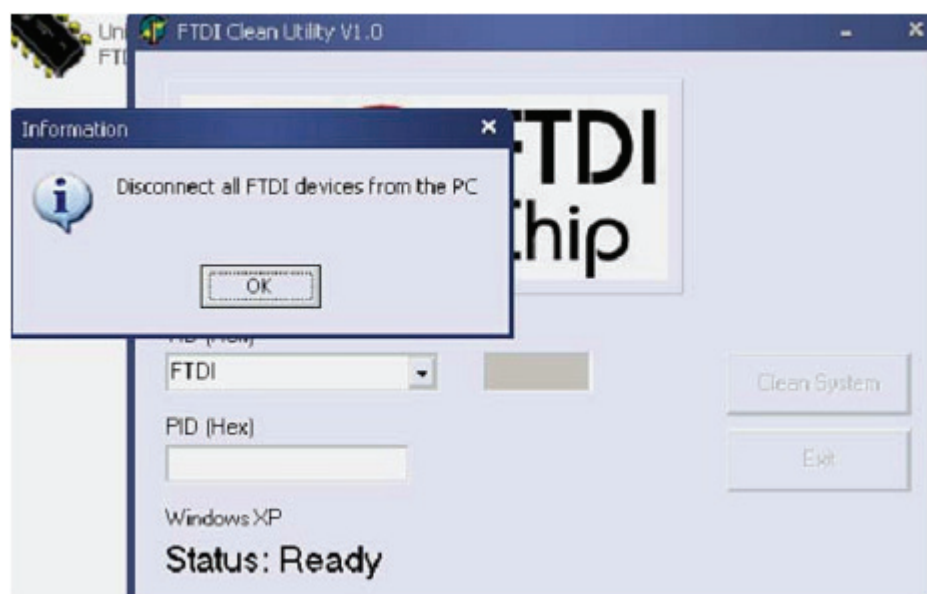 FTDI Clean Utility V1.0
Information
Disconnect all FTDI devices from the PC
OK
FTDI
Chip
FTDI
Clean System
PID (Hex)
Exit
Windows XP
Status: Ready